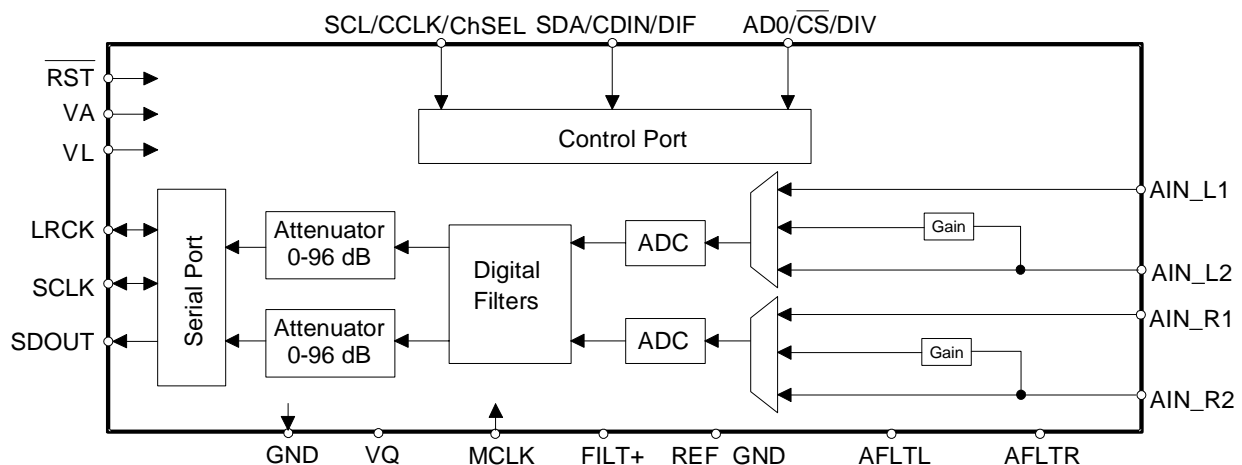 SCL/CCLK/ChSEL SDA/CDIN/DIF AD0/CS/DIV
RST
VA
VL
Control Port
AIN_L1
LRCK
Attenuator
0-96 dB
ADC
Gain
Serial Port
Digital
Filters
SCLK
AIN_L2
AIN_R1
SDOUT
Attenuator
0-96 dB
ADC
Gain
AIN_R2
GND VQ MCLK FILT+ REF GND AFLTL AFLTR